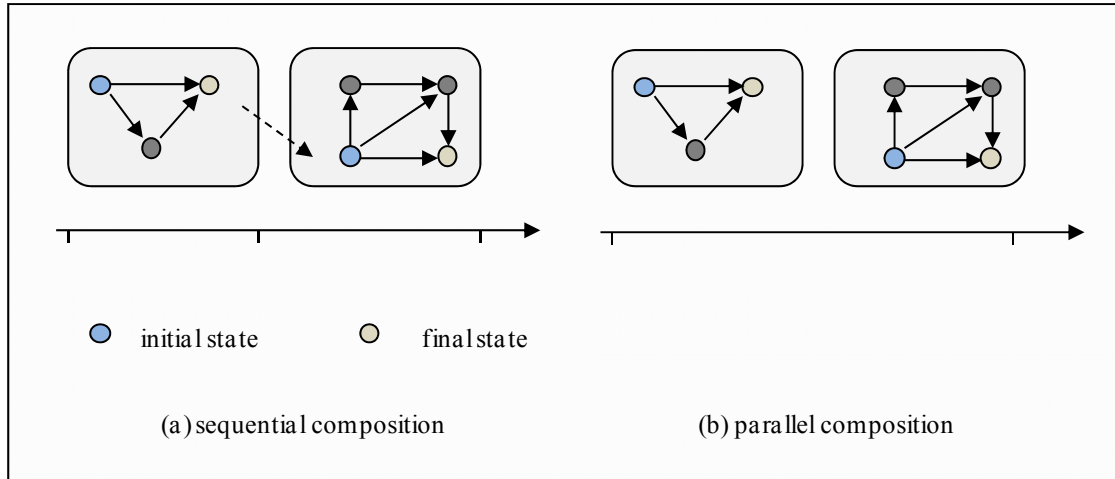 initial state
final state
(a) sequential composition
(b) parallel composition